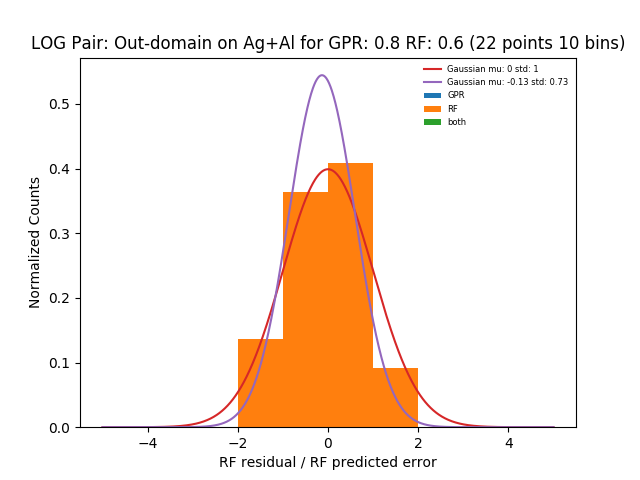 LOG Pair: Out-domain on Ag+Al for GPR: 0.8 RF: 0.6 (22 points 10 bins)
Gaussian mu: 0 std: 1
Gaussian mu: -0.13 std: 0.73
GPR
RF
both
Normalized Counts
0.5
0.4
0.3
0.2
0.1
0.0
−4 −2 0 2 4
RF residual / RF predicted error